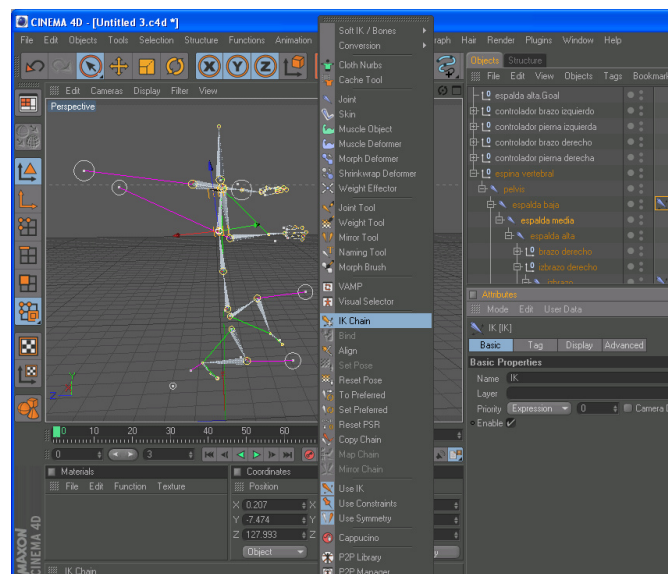 CINEMA 4D - [Untitled 3.c4d *]
File Edit Objects Tools Selection Structure Functions Animation
Hair Render Plugins Window Help
Soft IK / Bones
Conversion
Cloth Nurbs
Cache Tool
Joint
Skin
Muscle Object
Muscle Deformer
Morph Deformer
Shrinkwrap Deformer
Weight Effector
Joint Tool
Weight Tool
Mirror Tool
Naming Tool
Morph Brush
VAMP
Visual Selector
IK Chain
Bind
Align
Set Pose
Reset Pose
To Preferred
Set Preferred
Reset PSR
Copy Chain
Map Chain
Mirror Chain
Use IK
Use Constraints
Use Symmetry
Cappucino
P2P Library
P2P Manager
X Y Z
Edit Cameras Display Filter View
Perspective
Y
X
Z
0 10 20 30 40 50 60
0 3
Materials
File Edit Function Texture
Coordinates
Position
X 0.207 X
Y -7.474 Y
Z 127.993 Z
Object
IK Chain
MAXON
CINEMA 4D
Objects Structure
File Edit View Objects Tags Bookmark
espalda alta.Goal
controlador brazo izquierdo
controlador pierna izquierda
controlador brazo derecho
controlador pierna derecha
espina vertebral
pelvis
espalda baja
espalda media
espalda alta
brazo derecho
izbrazo derecho
izbrazo
Attributes
Mode Edit User Data
IK [IK]
Basic Tag Display Advanced
Basic Properties
Name IK
Layer
Priority Expression 0 Camera D
Enable